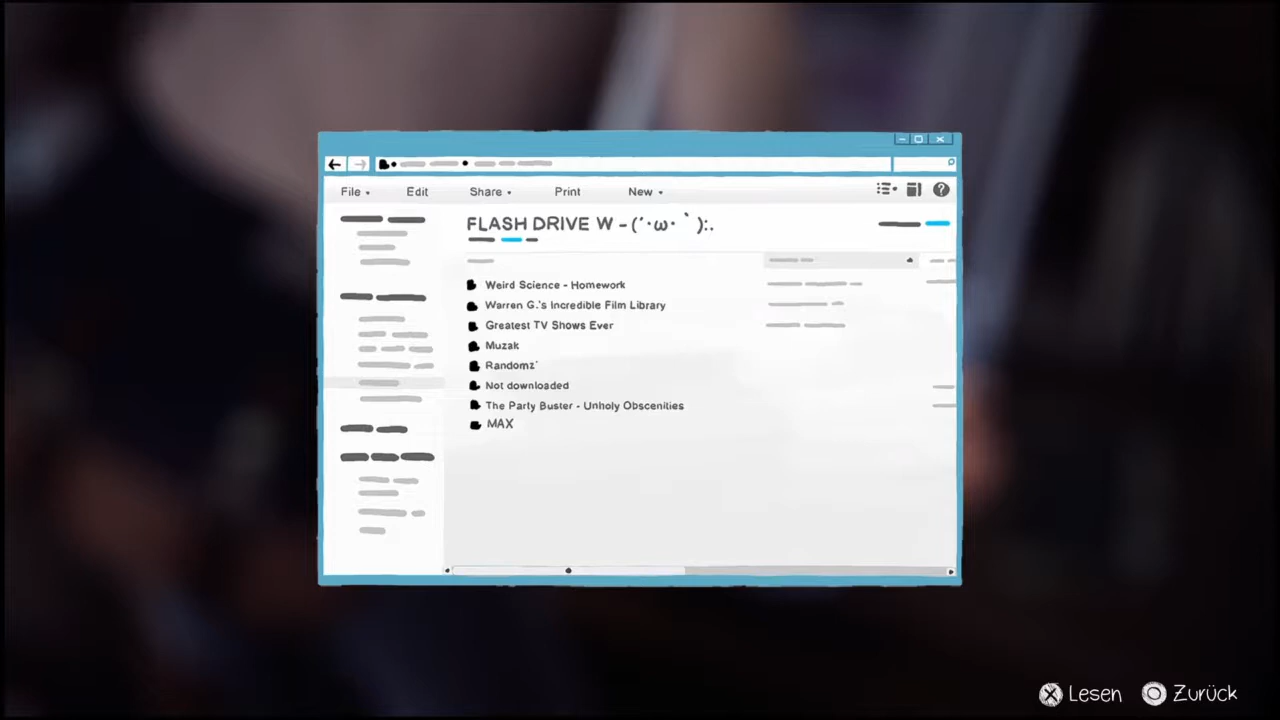 File Edit Share Print New
FLASH DRIVE W - (´･ω･`):.
Weird Science - Homework
Warren G.'s Incredible Film Library
Greatest TV Shows Ever
Muzak
Randomz'
Not downloaded
The Party Buster - Unholy Obscenities
MAX
Lesen Zurück